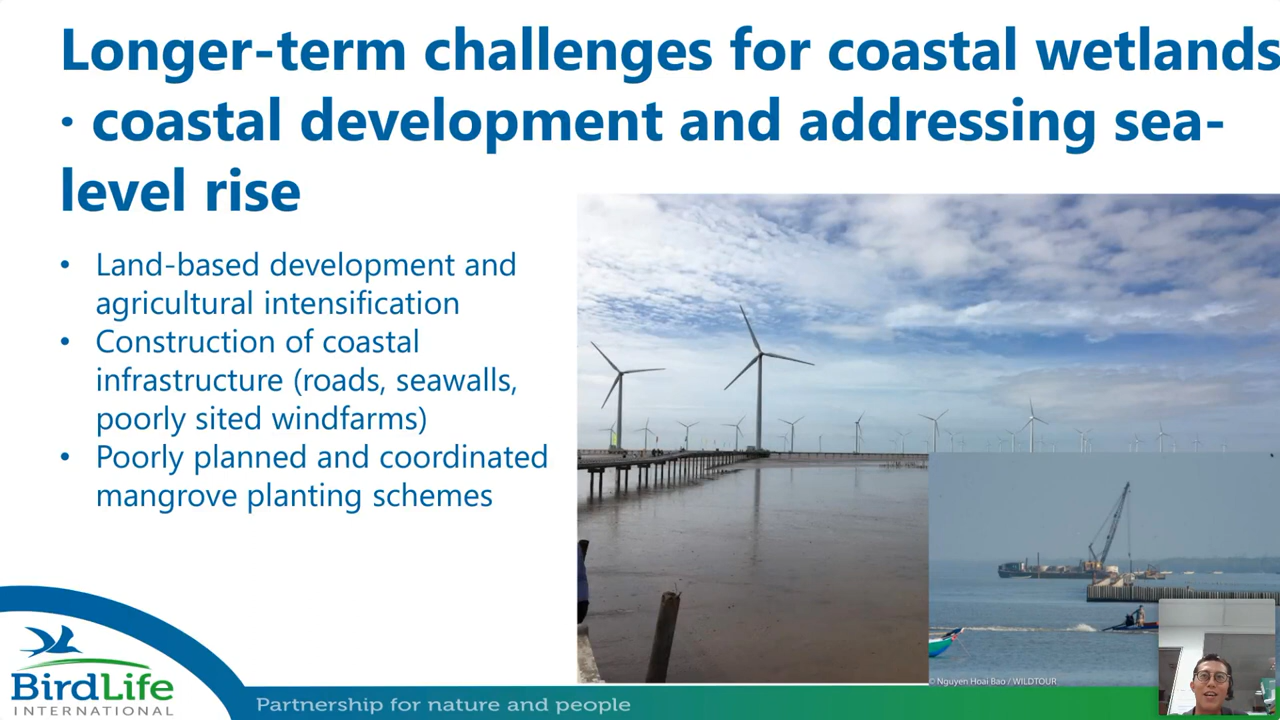 Longer-term challenges for coastal wetlands
· coastal development and addressing sea-
level rise
• Land-based development and
agricultural intensification
• Construction of coastal
infrastructure (roads, seawalls,
poorly sited windfarms)
• Poorly planned and coordinated
mangrove planting schemes
© Nguyen Hoai Bao / WILDTOUR
BirdLife
INTERNATIONAL
Partnership for nature and people